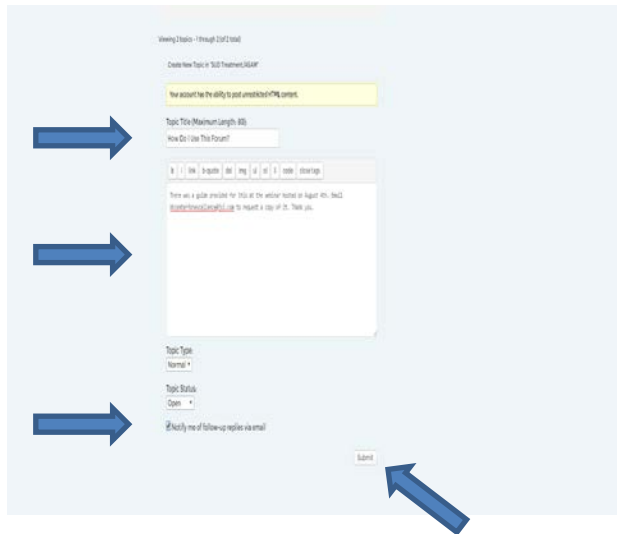 Viewing 2 topics - 1 through 2 (of 2 total)
Create New Topic in "SUD Treatment/ASAM"
Your account has the ability to post unrestricted HTML content.
Topic Title (Maximum Length: 80):
How Do I Use This Forum?
b i link b-quote del img ul ol li code close tags
There was a guide provided for this at the webinar hosted on August 4th. Email
to request a copy of it. Thank you.
Topic Type:
Normal
Topic Status:
Open
Notify me of follow-up replies via email
Submit